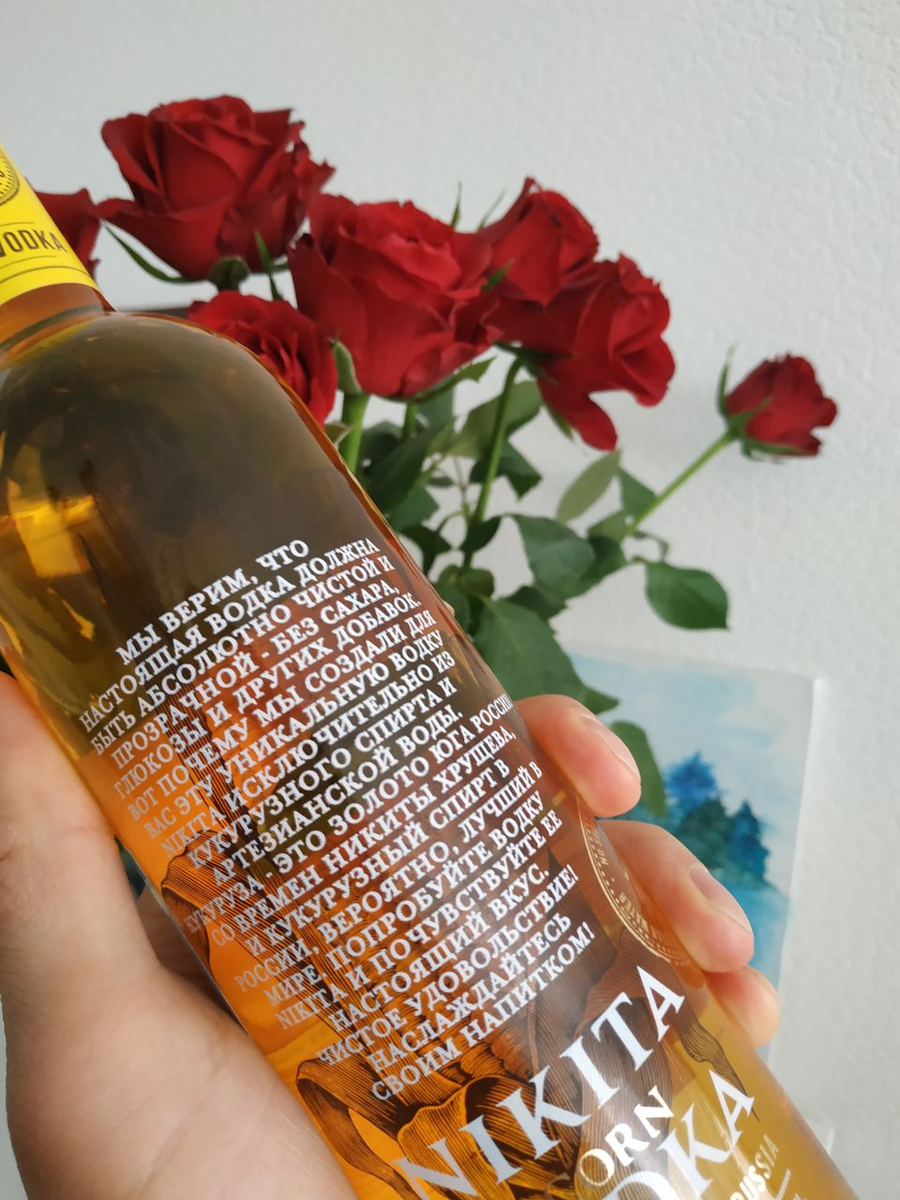 VODKA
МЫ ВЕРИМ, ЧТО
НАСТОЯЩАЯ ВОДКА ДОЛЖНА
БЫТЬ АБСОЛЮТНО ЧИСТОЙ И
ПРОЗРАЧНОЙ - БЕЗ САХАРА,
ГЛЮКОЗЫ И ДРУГИХ ДОБАВОК.
ВОТ ПОЧЕМУ МЫ СОЗДАЛИ ДЛЯ
ВАС ЭТУ УНИКАЛЬНУЮ ВОДКУ
NIKITA ИСКЛЮЧИТЕЛЬНО ИЗ
КУКУРУЗНОГО СПИРТА И
АРТЕЗИАНСКОЙ ВОДЫ.
КУКУРУЗА - ЭТО ЗОЛОТО ЮГА РОССИИ
СО ВРЕМЕН НИКИТЫ ХРУЩЕВА,
И КУКУРУЗНЫЙ СПИРТ В
РОССИИ, ВЕРОЯТНО, ЛУЧШИЙ В
МИРЕ. ПОПРОБУЙТЕ ВОДКУ
NIKITA И ПОЧУВСТВУЙТЕ ЕЕ
НАСТОЯЩИЙ ВКУС.
ЧИСТОЕ УДОВОЛЬСТВИЕ!
НАСЛАЖДАЙТЕСЬ
СВОИМ НАПИТКОМ!
NIKITA
ORN
DKA
USSIA